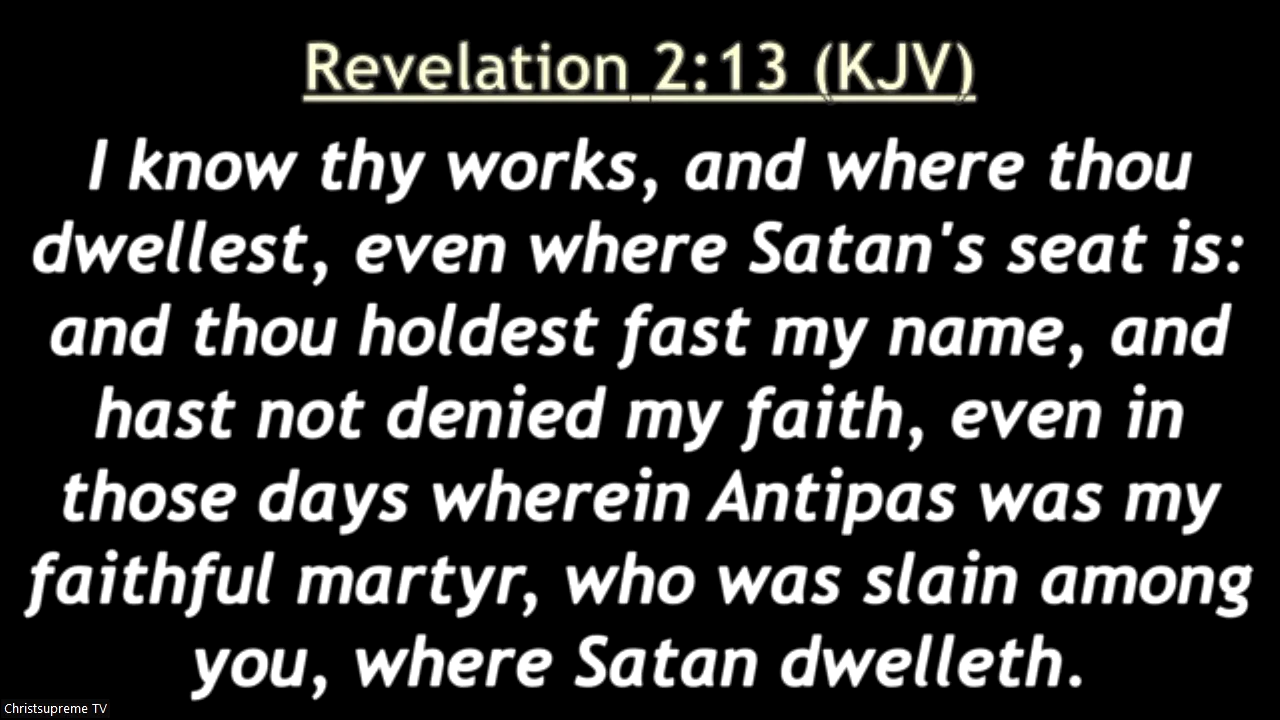 Revelation 2:13 (KJV)
I know thy works, and where thou
dwellest, even where Satan's seat is:
and thou holdest fast my name, and
hast not denied my faith, even in
those days wherein Antipas was my
faithful martyr, who was slain among
you, where Satan dwelleth.
Christsupreme TV